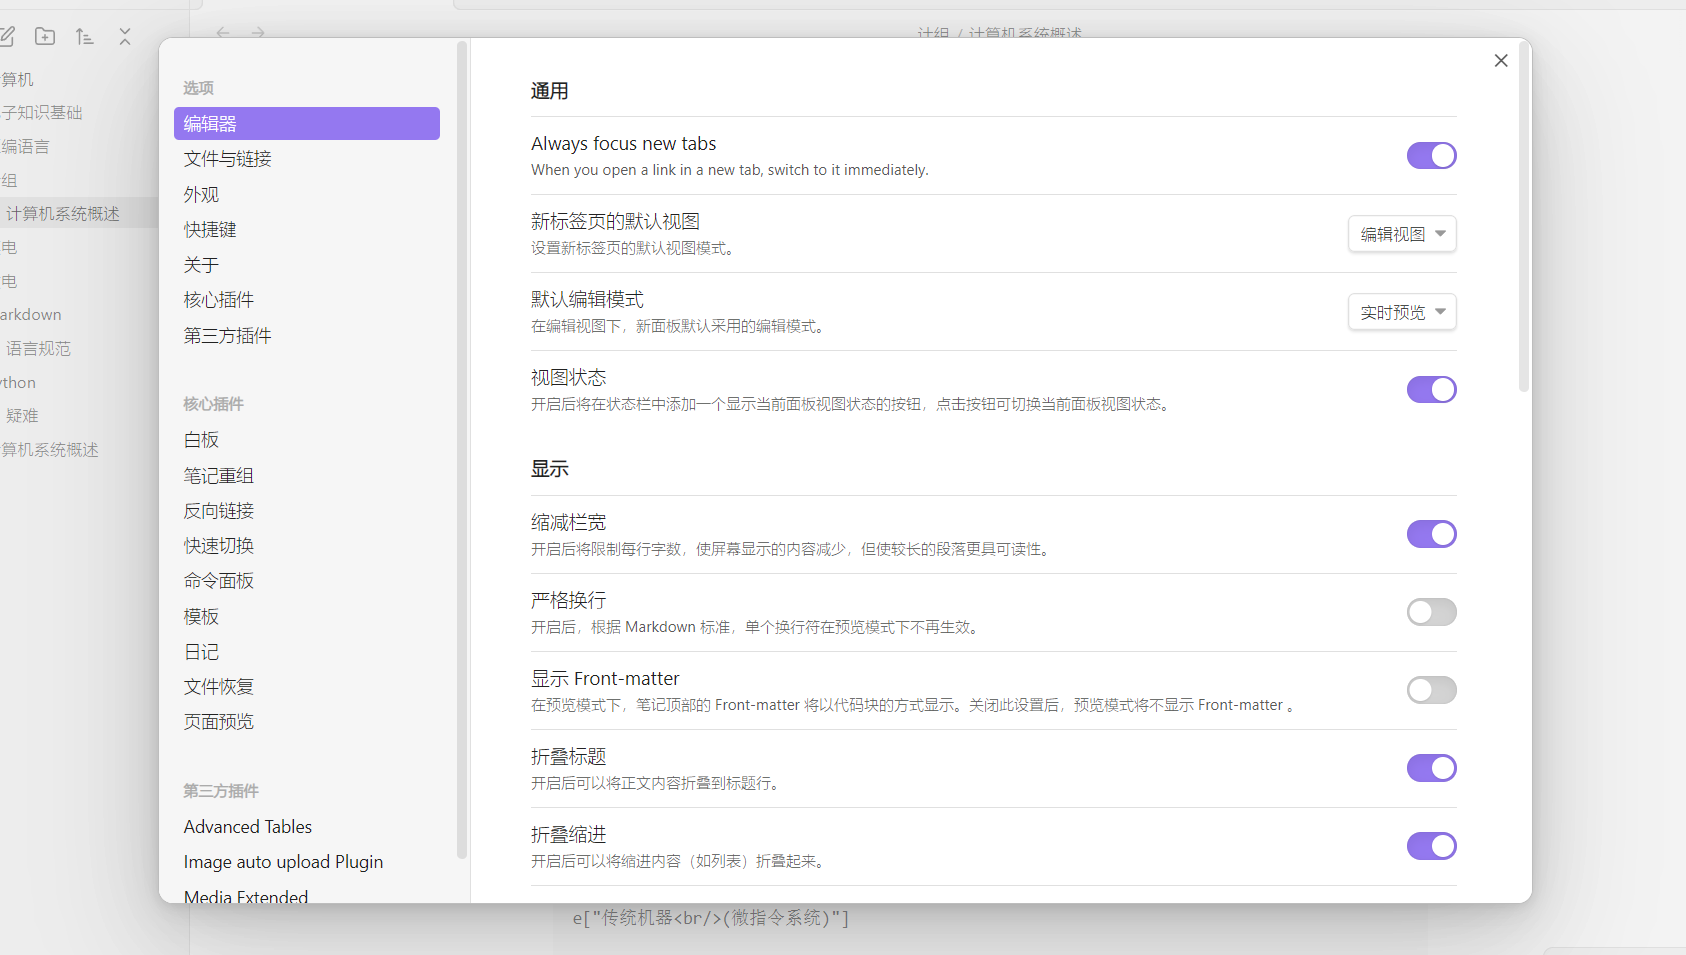 计组 / 计算机系统概述
算机
子知识基础
编语言
组
计算机系统概述
电
电
arkdown
语言规范
ython
疑难
算机系统概述
选项
编辑器
文件与链接
外观
快捷键
关于
核心插件
第三方插件
核心插件
白板
笔记重组
反向链接
快速切换
命令面板
模板
日记
文件恢复
页面预览
第三方插件
Advanced Tables
Image auto upload Plugin
Media Extended
通用
Always focus new tabs
When you open a link in a new tab, switch to it immediately.
新标签页的默认视图
设置新标签页的默认视图模式。
编辑视图
默认编辑模式
在编辑视图下，新面板默认采用的编辑模式。
实时预览
视图状态
开启后将在状态栏中添加一个显示当前面板视图状态的按钮，点击按钮可切换当前面板视图状态。
显示
缩减栏宽
开启后将限制每行字数，使屏幕显示的内容减少，但使较长的段落更具可读性。
严格换行
开启后，根据 Markdown 标准，单个换行符在预览模式下不再生效。
显示 Front-matter
在预览模式下，笔记顶部的 Front-matter 将以代码块的方式显示。关闭此设置后，预览模式将不显示 Front-matter 。
折叠标题
开启后可以将正文内容折叠到标题行。
折叠缩进
开启后可以将缩进内容（如列表）折叠起来。
e["传统机器<br/>(微指令系统)"]